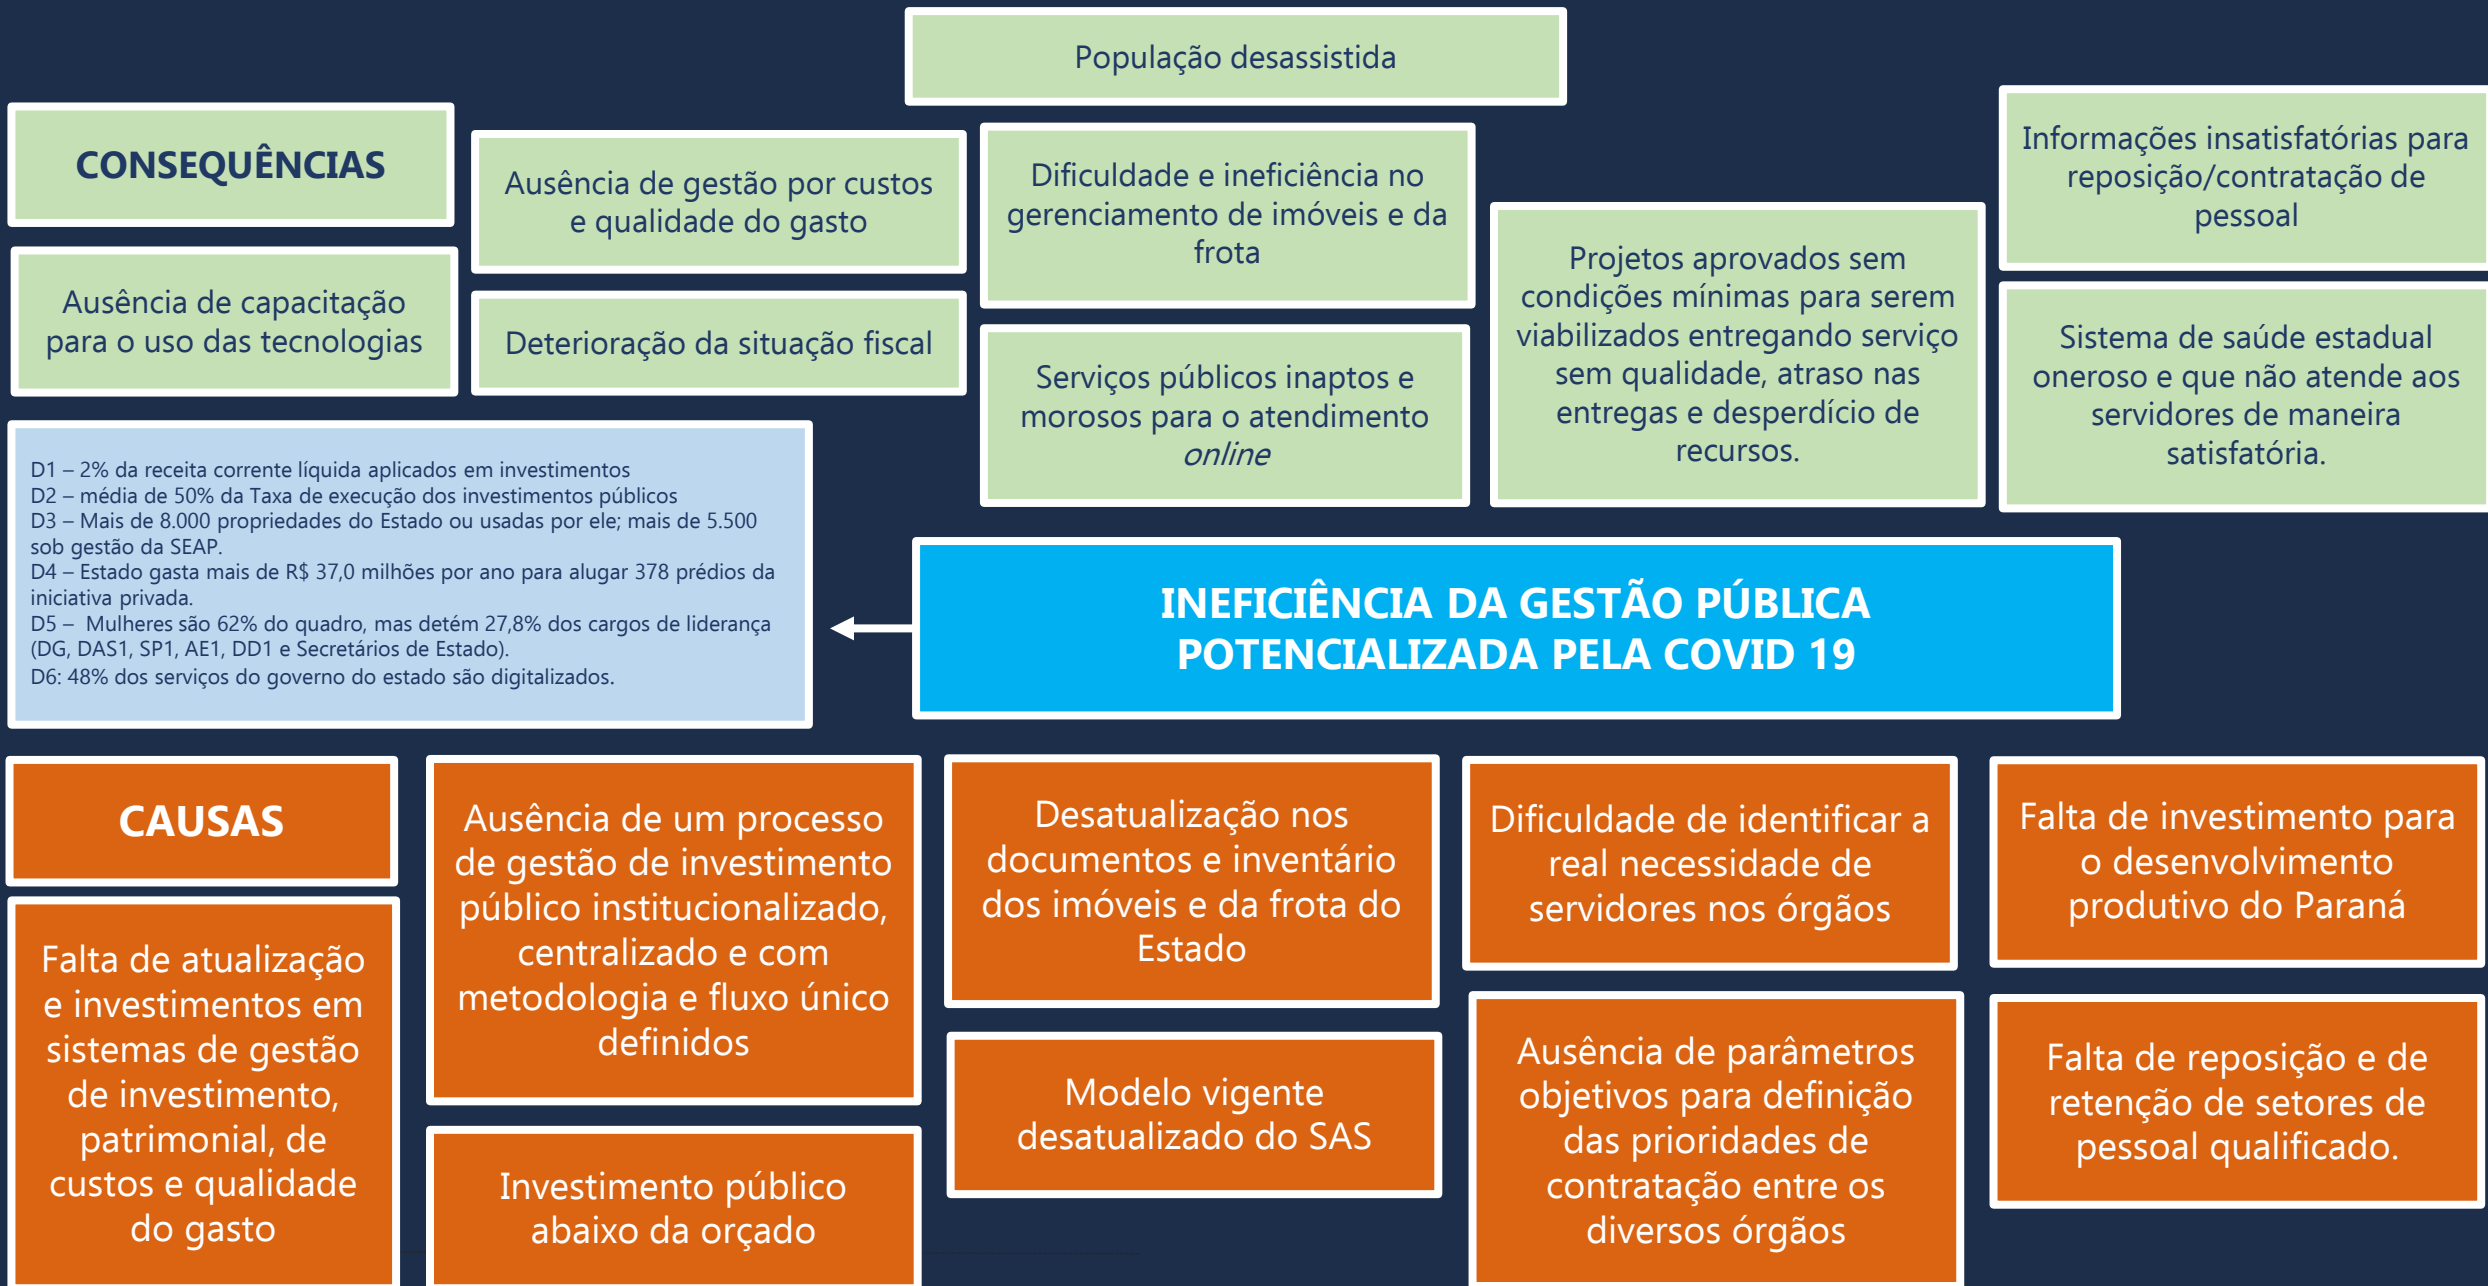 População desassistida
CONSEQUÊNCIAS
Ausência de capacitação
para o uso das tecnologias
Ausência de gestão por custos
e qualidade do gasto
Deterioração da situação fiscal
Dificuldade e ineficiência no
gerenciamento de imóveis e da
frota
Serviços públicos inaptos e
morosos para o atendimento
online
Projetos aprovados sem
condições mínimas para serem
viabilizados entregando serviço
sem qualidade, atraso nas
entregas e desperdício de
recursos.
Informações insatisfatórias para
reposição/contratação de
pessoal
Sistema de saúde estadual
oneroso e que não atende aos
servidores de maneira
satisfatória.
D1 – 2% da receita corrente líquida aplicados em investimentos
D2 – média de 50% da Taxa de execução dos investimentos públicos
D3 – Mais de 8.000 propriedades do Estado ou usadas por ele; mais de 5.500
sob gestão da SEAP.
D4 – Estado gasta mais de R$ 37,0 milhões por ano para alugar 378 prédios da
iniciativa privada.
D5 – Mulheres são 62% do quadro, mas detém 27,8% dos cargos de liderança
(DG, DAS1, SP1, AE1, DD1 e Secretários de Estado).
D6: 48% dos serviços do governo do estado são digitalizados.
INEFICIÊNCIA DA GESTÃO PÚBLICA
POTENCIALIZADA PELA COVID 19
CAUSAS
Falta de atualização
e investimentos em
sistemas de gestão
de investimento,
patrimonial, de
custos e qualidade
do gasto
Ausência de um processo
de gestão de investimento
público institucionalizado,
centralizado e com
metodologia e fluxo único
definidos
Investimento público
abaixo da orçado
Desatualização nos
documentos e inventário
dos imóveis e da frota do
Estado
Modelo vigente
desatualizado do SAS
Dificuldade de identificar a
real necessidade de
servidores nos órgãos
Ausência de parâmetros
objetivos para definição
das prioridades de
contratação entre os
diversos órgãos
Falta de investimento para
o desenvolvimento
produtivo do Paraná
Falta de reposição e de
retenção de setores de
pessoal qualificado.